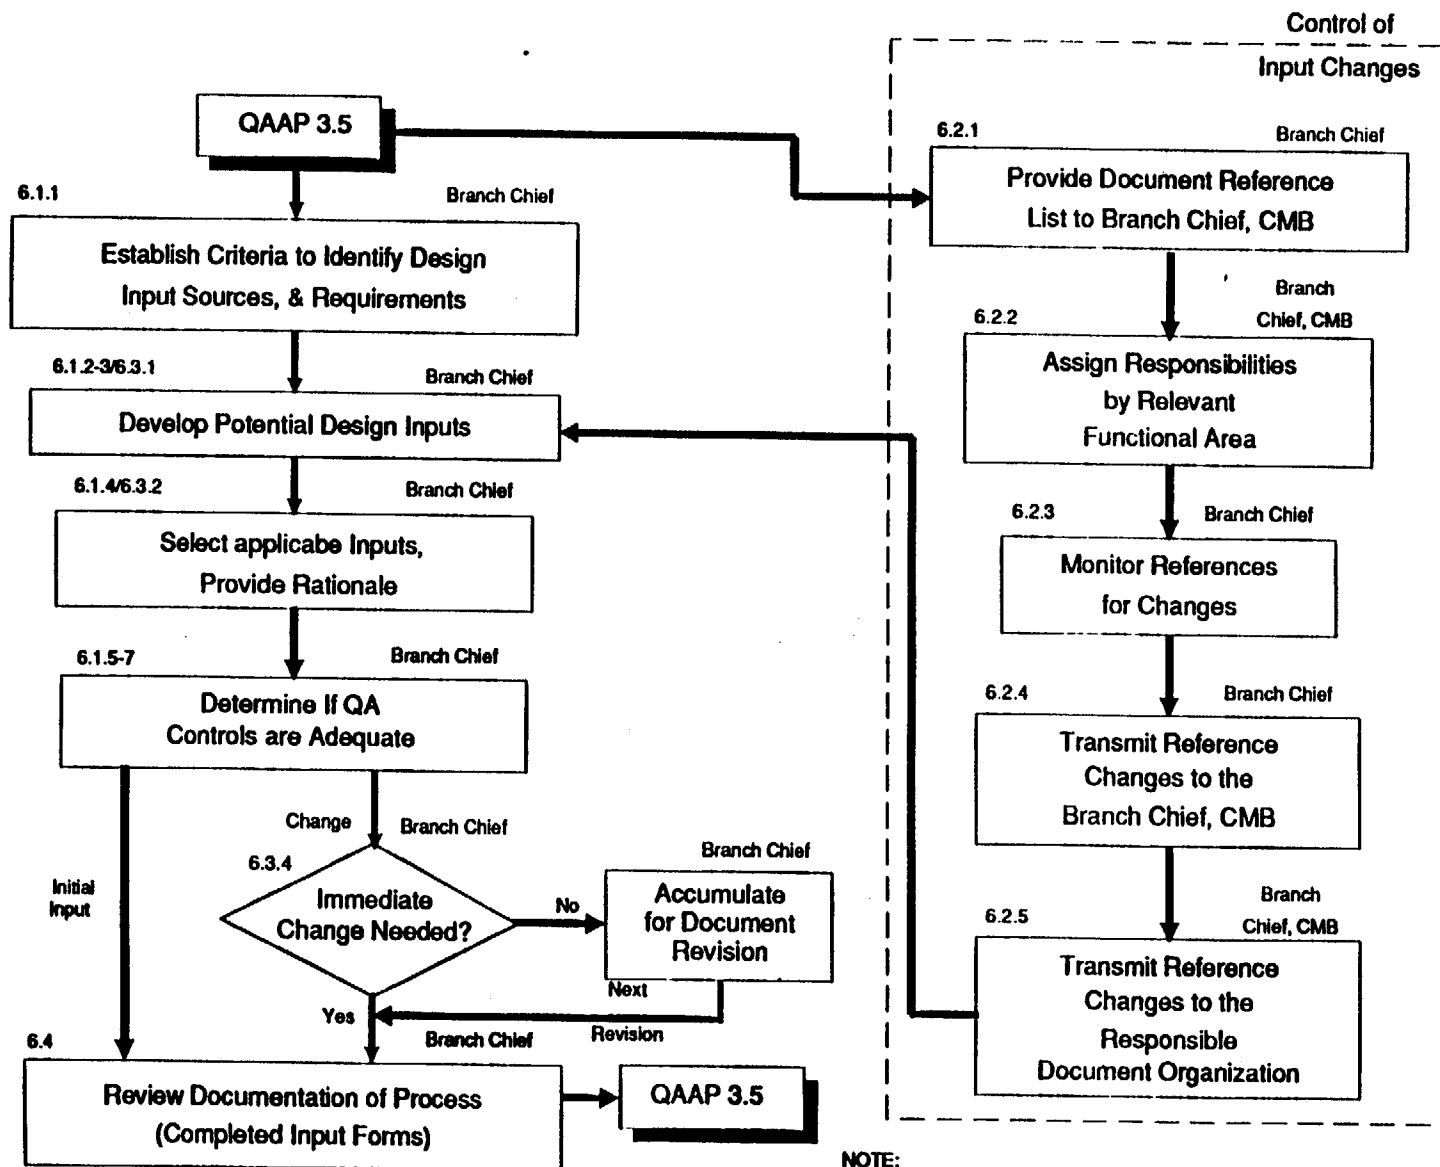 Control of
Input Changes
QAAP 3.5
6.1.1
Branch Chief
Establish Criteria to Identify Design
Input Sources, & Requirements
6.1.2-3/6.3.1
Branch Chief
Develop Potential Design Inputs
6.1.4/6.3.2
Branch Chief
Select applicabe Inputs,
Provide Rationale
6.1.5-7
Branch Chief
Determine If QA
Controls are Adequate
Initial
Input
Change
Branch Chief
6.3.4
Immediate
Change Needed?
No
Branch Chief
Accumulate
for Document
Revision
Next
Revision
Yes
Branch Chief
6.4
Review Documentation of Process
(Completed Input Forms)
QAAP 3.5
6.2.1
Branch Chief
Provide Document Reference
List to Branch Chief, CMB
6.2.2
Branch
Chief, CMB
Assign Responsibilities
by Relevant
Functional Area
6.2.3
Branch Chief
Monitor References
for Changes
6.2.4
Branch Chief
Transmit Reference
Changes to the
Branch Chief, CMB
6.2.5
Branch
Chief, CMB
Transmit Reference
Changes to the
Responsible
Document Organization
NOTE: